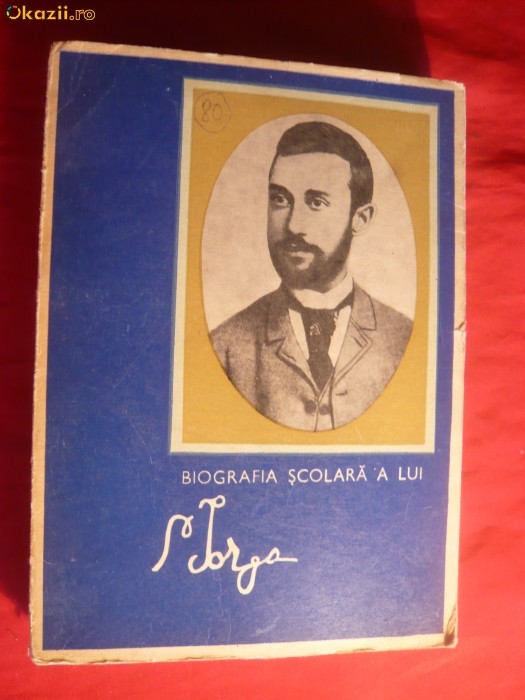 Okazii.ro
80
BIOGRAFIA ŞCOLARĂ A LUI
N Iorga